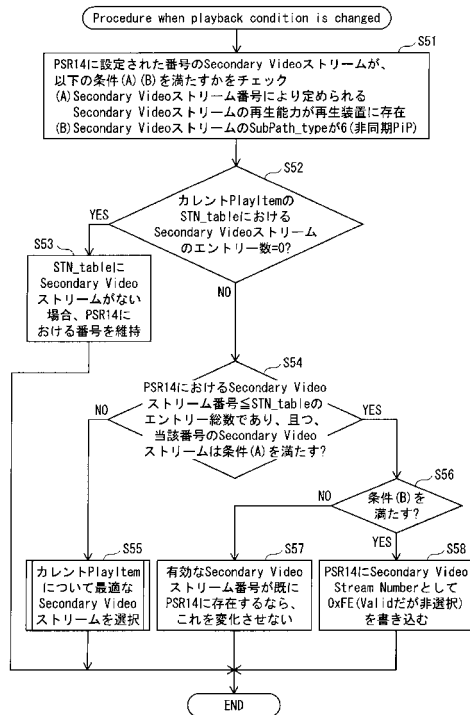 Procedure when playback condition is changed
S51
PSR14に設定された番号のSecondary Videoストリームが、
以下の条件(A)(B)を満たすかをチェック
(A)Secondary Videoストリーム番号により定められる
Secondary Videoストリームの再生能力が再生装置に存在
(B)Secondary VideoストリームのSubPath_typeが6(非同期PiP)
S52
カレントPlayItemの
STN_tableにおける
Secondary Videoストリーム
のエントリー数=0?
YES
S53
STN_tableに
Secondary Video
ストリームがない
場合、PSR14に
おける番号を維持
NO
S54
PSR14におけるSecondary Video
ストリーム番号≦STN_tableの
エントリー総数であり、且つ、
当該番号のSecondary Video
ストリームは条件(A)を満たす?
NO
YES
S56
条件(B)を
満たす?
NO
YES
S55
カレントPlayItem
について最適な
Secondary Video
ストリームを選択
S57
有効なSecondary Video
ストリーム番号が既に
PSR14に存在するなら、
これを変化させない
S58
PSR14にSecondary Video
Stream Numberとして
0xFE(Validだが非選択)
を書き込む
END